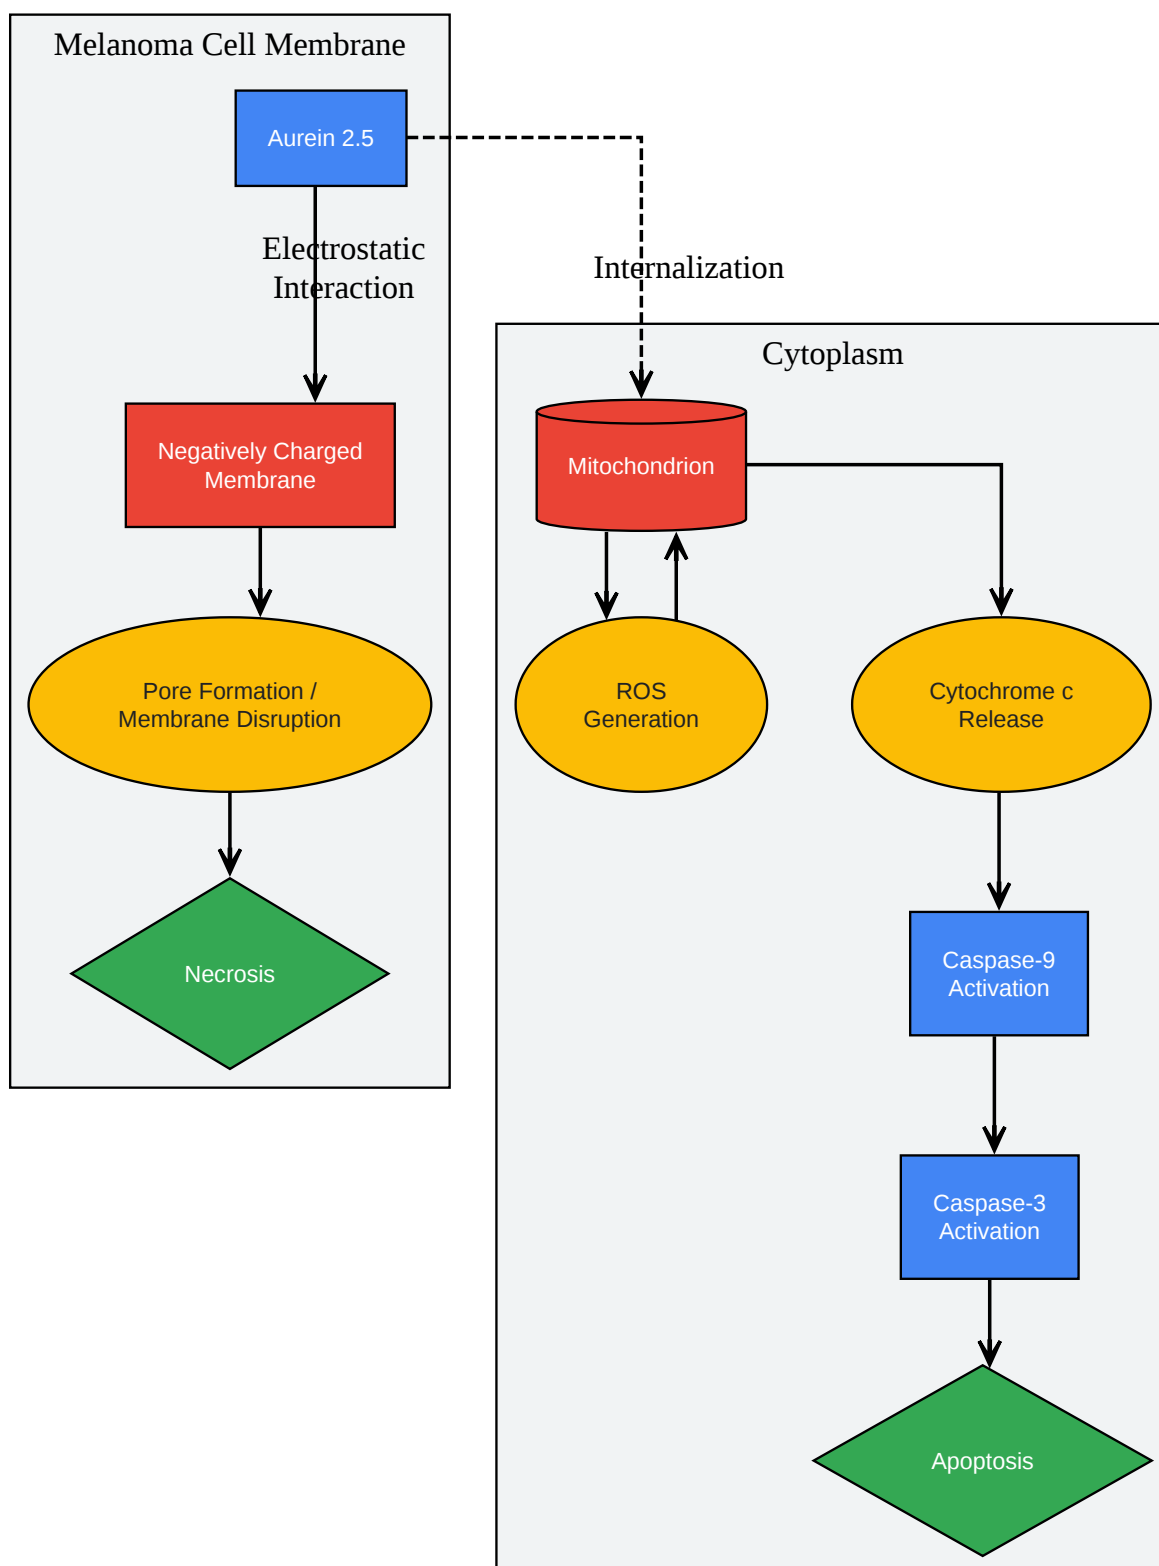 Melanoma Cell Membrane
Aurein 2.5
Electrostatic
Interaction
Internalization
Cytoplasm
Negatively Charged
Membrane
Mitochondrion
Pore Formation /
Membrane Disruption
ROS
Generation
Cytochrome c
Release
Necrosis
Caspase-9
Activation
Caspase-3
Activation
Apoptosis